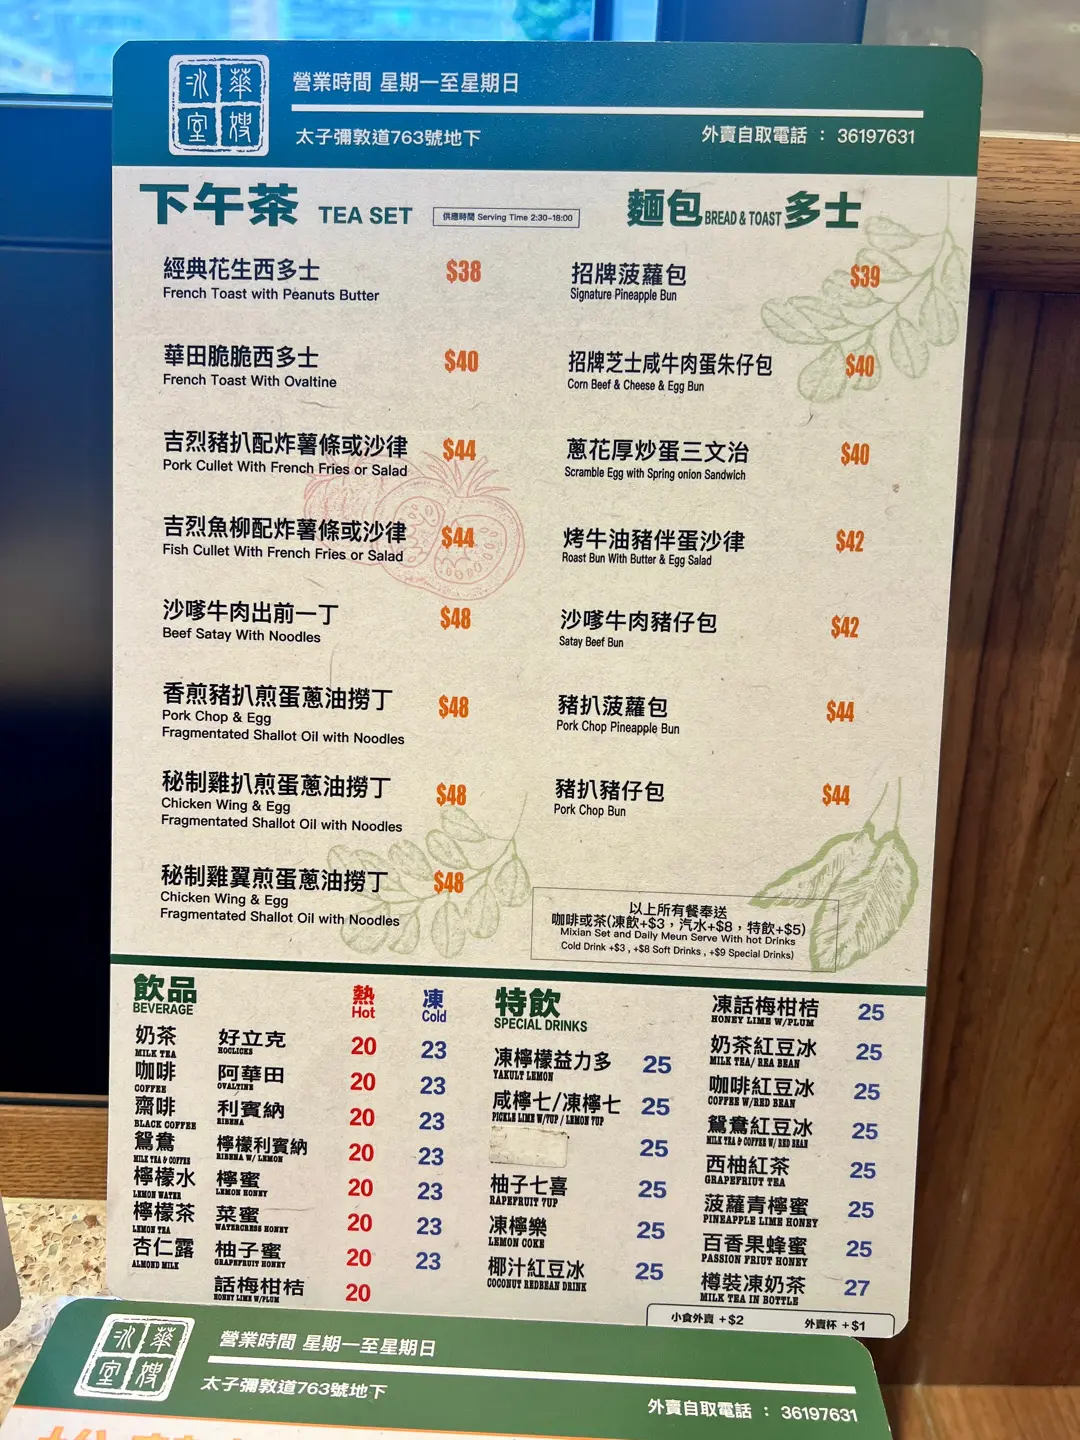 冰華
室嫂
營業時間 星期一至星期日
太子彌敦道763號地下
外賣自取電話 : 36197631
下午茶 TEA SET
供應時間 Serving Time 2:30-18:00
經典花生西多士 $38
French Toast with Peanuts Butter
華田脆脆西多士 $40
French Toast With Ovaltine
吉烈豬扒配炸薯條或沙律 $44
Pork Cullet With French Fries or Salad
吉烈魚柳配炸薯條或沙律 $44
Fish Cullet With French Fries or Salad
沙嗲牛肉出前一丁 $48
Beef Satay With Noodles
香煎豬扒煎蛋蔥油撈丁 $48
Pork Chop & Egg
Fragmentated Shallot Oil with Noodles
秘制雞扒煎蛋蔥油撈丁 $48
Chicken Wing & Egg
Fragmentated Shallot Oil with Noodles
秘制雞翼煎蛋蔥油撈丁 $48
Chicken Wing & Egg
Fragmentated Shallot Oil with Noodles
麵包 BREAD & TOAST 多士
招牌菠蘿包 $39
Signature Pineapple Bun
招牌芝士咸牛肉蛋朱仔包 $40
Corn Beef & Cheese & Egg Bun
蔥花厚炒蛋三文治 $40
Scramble Egg with Spring onion Sandwich
烤牛油豬伴蛋沙律 $42
Roast Bun With Butter & Egg Salad
沙嗲牛肉豬仔包 $42
Satay Beef Bun
豬扒菠蘿包 $44
Pork Chop Pineapple Bun
豬扒豬仔包 $44
Pork Chop Bun
以上所有餐奉送
咖啡或茶(凍飲+$3，汽水+$8，特飲+$5)
Mixian Set and Daily Meun Serve With hot Drinks
Cold Drink +$3 , +$8 Soft Drinks , +$9 Special Drinks)
飲品 熱 凍
BEVERAGE Hot Cold
奶茶 好立克 20 23
MILK TEA HOCLICKS
咖啡 阿華田 20 23
COFFEE OVALTINE
齋啡 利賓納 20 23
BLACK COFFEE RIBENA
鴛鴦 檸檬利賓納 20 23
MILK TEA & COFFEE RIBENA W/ LEMON
檸檬水 檸蜜 20 23
LEMON WATER LEMON HONEY
檸檬茶 菜蜜 20 23
LEMON TEA WATERCRESS HONEY
杏仁露 柚子蜜 20 23
ALMOND MILK GRAPEFRUIT HONEY
話梅柑桔 20
HONEY LIME W/PLUM
特飲
SPECIAL DRINKS
凍檸檬益力多 25
YAKULT LEMON
咸檸七/凍檸七 25
PICKLE LIME W/7UP / LEMON 7UP
25
柚子七喜 25
RAPEFRUIT 7UP
凍檸樂 25
LEMON COKE
椰汁紅豆冰 25
COCONUT REDBEAN DRINK
凍話梅柑桔 25
HONEY LIME W/PLUM
奶茶紅豆冰 25
MILK TEA/ REA BEAN
咖啡紅豆冰 25
COFFEE W/RED BEAN
鴛鴦紅豆冰 25
MILK TEA & COFFEE W/ RED BEAN
西柚紅茶 25
GRAPEFRIUT TEA
菠蘿青檸蜜 25
PINEAPPLE LIME HONEY
百香果蜂蜜 25
PASSION FRIUT HONEY
樽裝凍奶茶 27
MILK TEA IN BOTTLE
小食外賣 +$2 外賣杯 +$1
冰華
室嫂
營業時間 星期一至星期日
太子彌敦道763號地下
外賣自取電話 : 36197631